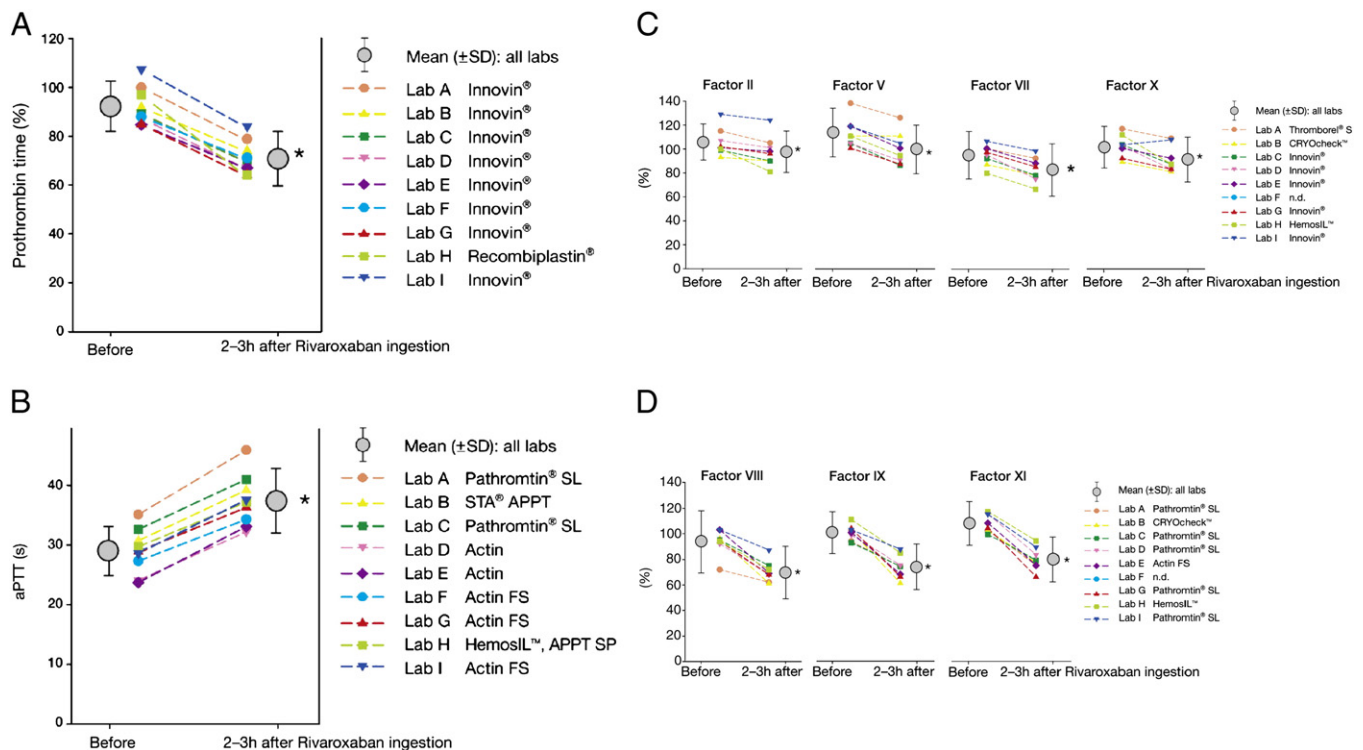 A
120
100
80
60
40
20
0
Prothrombin time (%)
*
Before
2–3h after Rivaroxaban ingestion
Mean (±SD): all labs
Lab A Innovin®
Lab B Innovin®
Lab C Innovin®
Lab D Innovin®
Lab E Innovin®
Lab F Innovin®
Lab G Innovin®
Lab H Recombiplastin®
Lab I Innovin®
B
40
30
20
10
0
aPTT (s)
*
Before
2–3h after Rivaroxaban ingestion
Mean (±SD): all labs
Lab A Pathromtin® SL
Lab B STA® APPT
Lab C Pathromtin® SL
Lab D Actin
Lab E Actin
Lab F Actin FS
Lab G Actin FS
Lab H HemosIL™, APPT SP
Lab I Actin FS
C
Factor II Factor V Factor VII Factor X
140
120
100
80
60
40
20
0
(%)
* * * *
Before 2–3h after Before 2–3h after Before 2–3h after Before 2–3h after Rivaroxaban ingestion
Mean (±SD): all labs
Lab A Thromborel® S
Lab B CRYOcheck™
Lab C Innovin®
Lab D Innovin®
Lab E Innovin®
Lab F n.d.
Lab G Innovin®
Lab H HemosIL™
Lab I Innovin®
D
Factor VIII Factor IX Factor XI
140
120
100
80
60
40
20
0
(%)
* * *
Before 2–3h after Before 2–3h after Before 2–3h after Rivaroxaban ingestion
Mean (±SD): all labs
Lab A Pathromtin® SL
Lab B CRYOcheck™
Lab C Pathromtin® SL
Lab D Pathromtin® SL
Lab E Actin FS
Lab F n.d.
Lab G Pathromtin® SL
Lab H HemosIL™
Lab I Pathromtin® SL